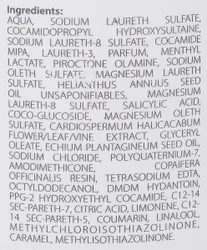 Ingredients:
AQUA, SODIUM LAURETH SULFATE,
COCAMIDOPROPYL HYDROXYSULTAINE,
SODIUM LAURETH-8 SULFATE, COCAMIDE
MIPA, LAURETH-3, PARFUM, MENTHYL
LACTATE, PIROCTONE OLAMINE, SODIUM
OLETH SULFATE, MAGNESIUM LAURETH
SULFATE, HELIANTHUS ANNUUS SEED
OIL UNSAPONIFIABLES, MAGNESIUM
LAURETH-8 SULFATE, SALICYLIC ACID,
COCO-GLUCOSIDE, MAGNESIUM OLETH
SULFATE, CARDIOSPERMUM HALICACABUM
FLOWER/LEAF/VINE EXTRACT, GLYCERYL
OLEATE, ECHIUM PLANTAGINEUM SEED OIL,
SODIUM CHLORIDE, POLYQUATERNIUM-7,
AMODIMETHICONE, COPAIFERA
OFFICINALIS RESIN, TETRASODIUM EDTA,
OCTYLDODECANOL, DMDM HYDANTOIN,
PPG-2 HYDROXYETHYL COCAMIDE, C12-14
SEC-PARETH-7, CITRIC ACID, LIMONENE, C12-14
SEC-PARETH-5, COUMARIN, LINALOOL,
METHYLCHLOROISOTHIAZOLINONE,
CARAMEL, METHYLISOTHIAZOLINONE.